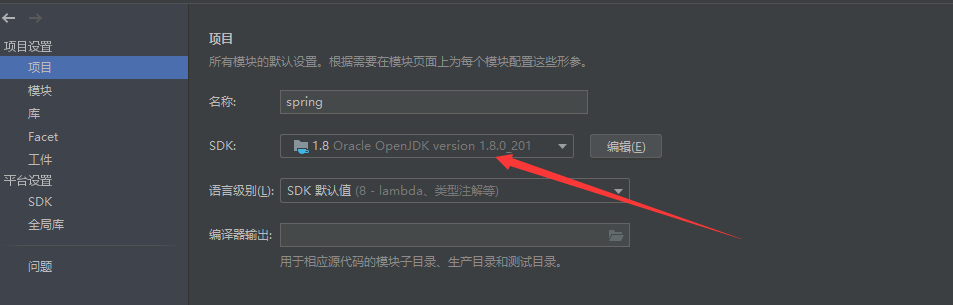 项目设置
项目
模块
库
Facet
工件
平台设置
SDK
全局库
问题
项目
所有模块的默认设置。根据需要在模块页面上为每个模块配置这些形参。
名称: spring
SDK: 1.8 Oracle OpenJDK version 1.8.0_201 编辑(E)
语言级别(L): SDK 默认值 (8 - lambda、类型注解等)
编译器输出:
用于相应源代码的模块子目录、生产目录和测试目录。